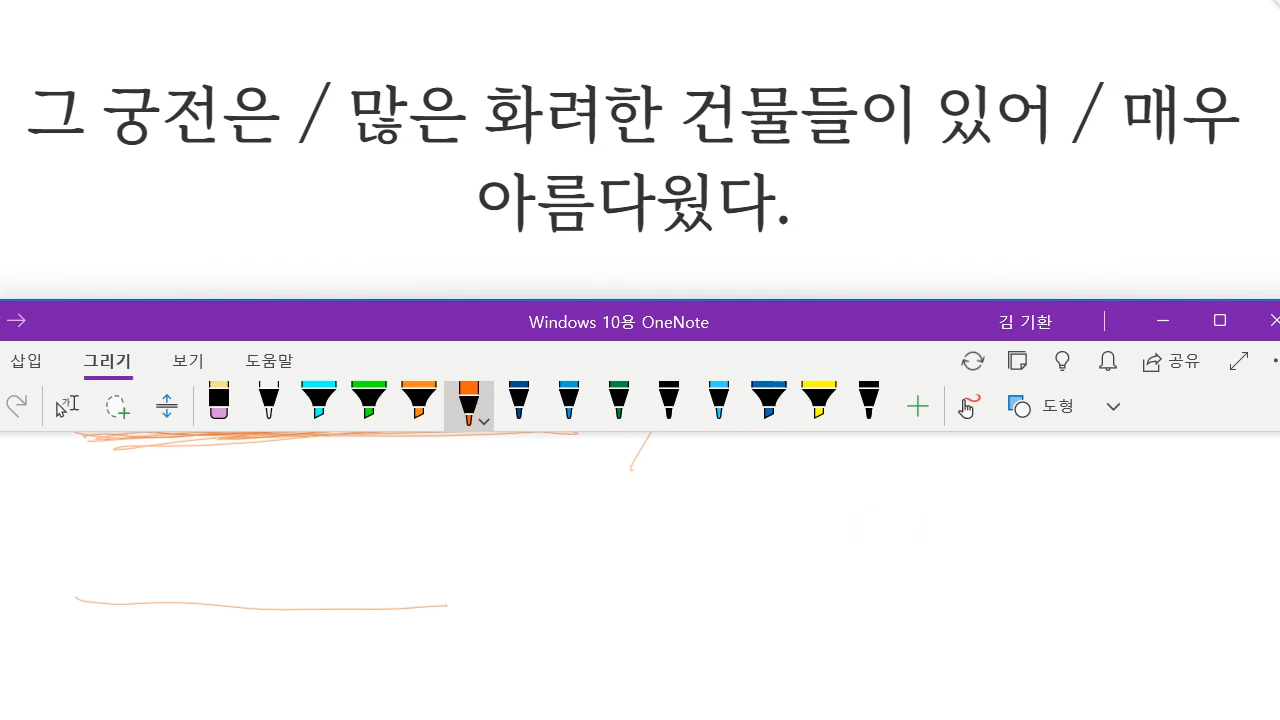 그 궁전은 / 많은 화려한 건물들이 있어 / 매우
아름다웠다.
Windows 10용 OneNote 김 기환
삽입 그리기 보기 도움말 공유
가 도형